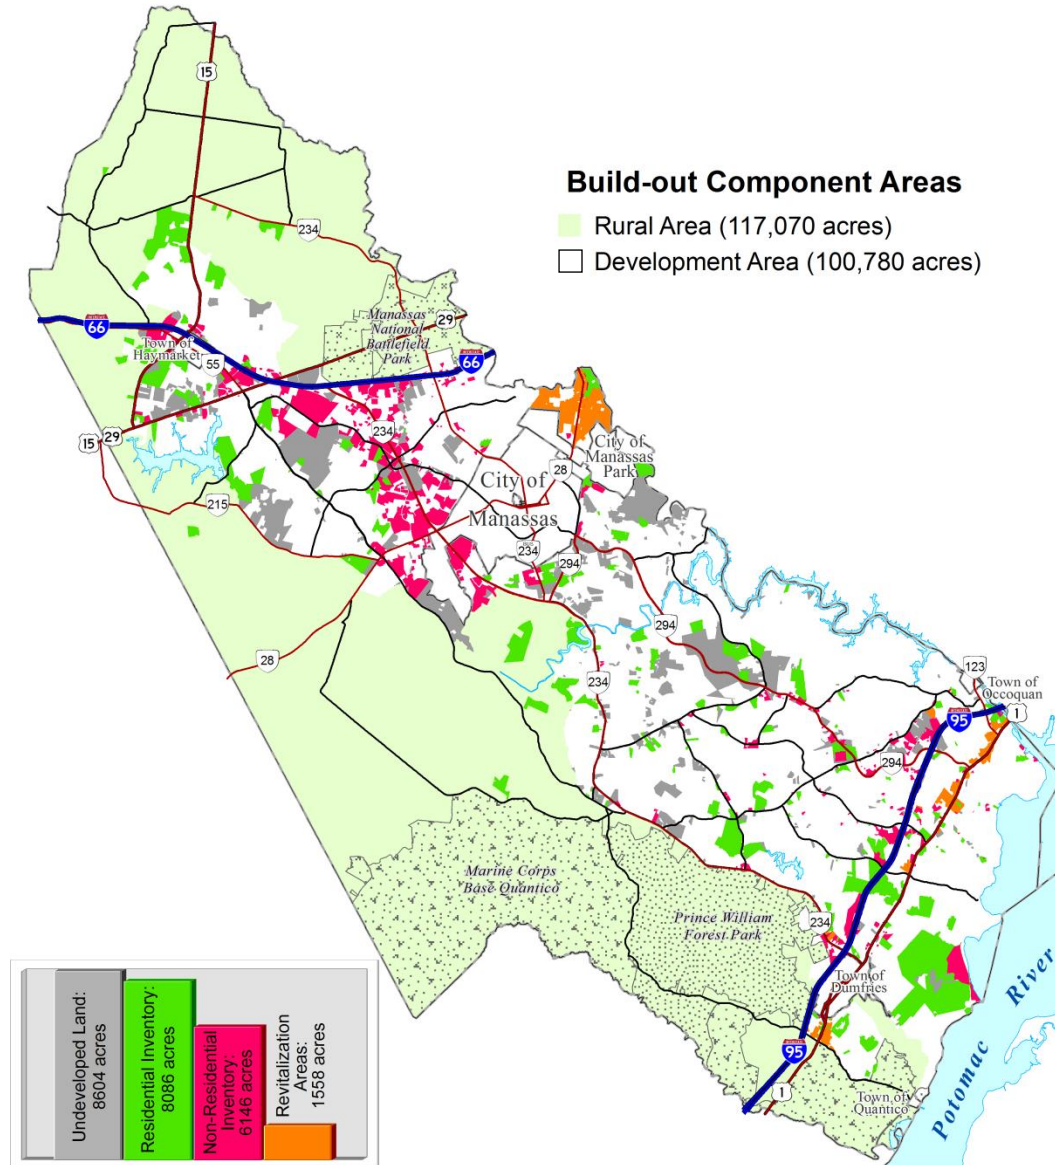 Build-out Component Areas
Rural Area (117,070 acres)
Development Area (100,780 acres)
15
234
Manassas
National
Battlefield
Park
29
66
66
Town of
Haymarket
55
234
15
29
City of
Manassas
Park
28
City of
Manassas
215
234
294
294
28
234
123
Town of
Occoquan
1
95
294
Marine Corps
Base Quantico
Prince William
Forest Park
234
Town of
Dumfries
95
1
Town of
Quantico
Potomac River
Undeveloped Land:
8604 acres
Residential Inventory:
8086 acres
Non-Residential
Inventory:
6146 acres
Revitalization
Areas:
1558 acres